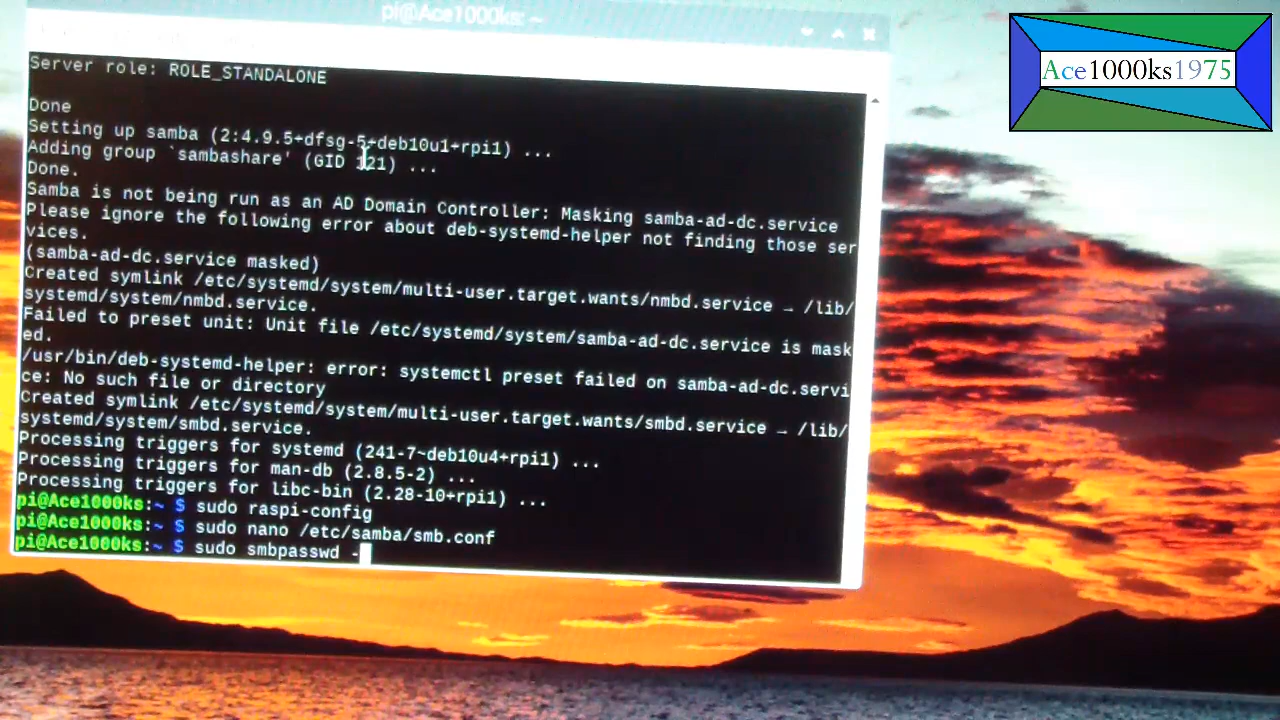 pi@Ace1000ks: ~
Server role: ROLE_STANDALONE
Done
Setting up samba (2:4.9.5+dfsg-5+deb10u1+rpi1) ...
Adding group `sambashare' (GID 121) ...
Done.
Samba is not being run as an AD Domain Controller: Masking samba-ad-dc.service
Please ignore the following error about deb-systemd-helper not finding those ser
vices.
(samba-ad-dc.service masked)
Created symlink /etc/systemd/system/multi-user.target.wants/nmbd.service → /lib/
systemd/system/nmbd.service.
Failed to preset unit: Unit file /etc/systemd/system/samba-ad-dc.service is mask
ed.
/usr/bin/deb-systemd-helper: error: systemctl preset failed on samba-ad-dc.servi
ce: No such file or directory
Created symlink /etc/systemd/system/multi-user.target.wants/smbd.service → /lib/
systemd/system/smbd.service.
Processing triggers for systemd (241-7~deb10u4+rpi1) ...
Processing triggers for man-db (2.8.5-2) ...
Processing triggers for libc-bin (2.28-10+rpi1) ...
pi@Ace1000ks:~ $ sudo raspi-config
pi@Ace1000ks:~ $ sudo nano /etc/samba/smb.conf
pi@Ace1000ks:~ $ sudo smbpasswd -
Ace1000ks1975